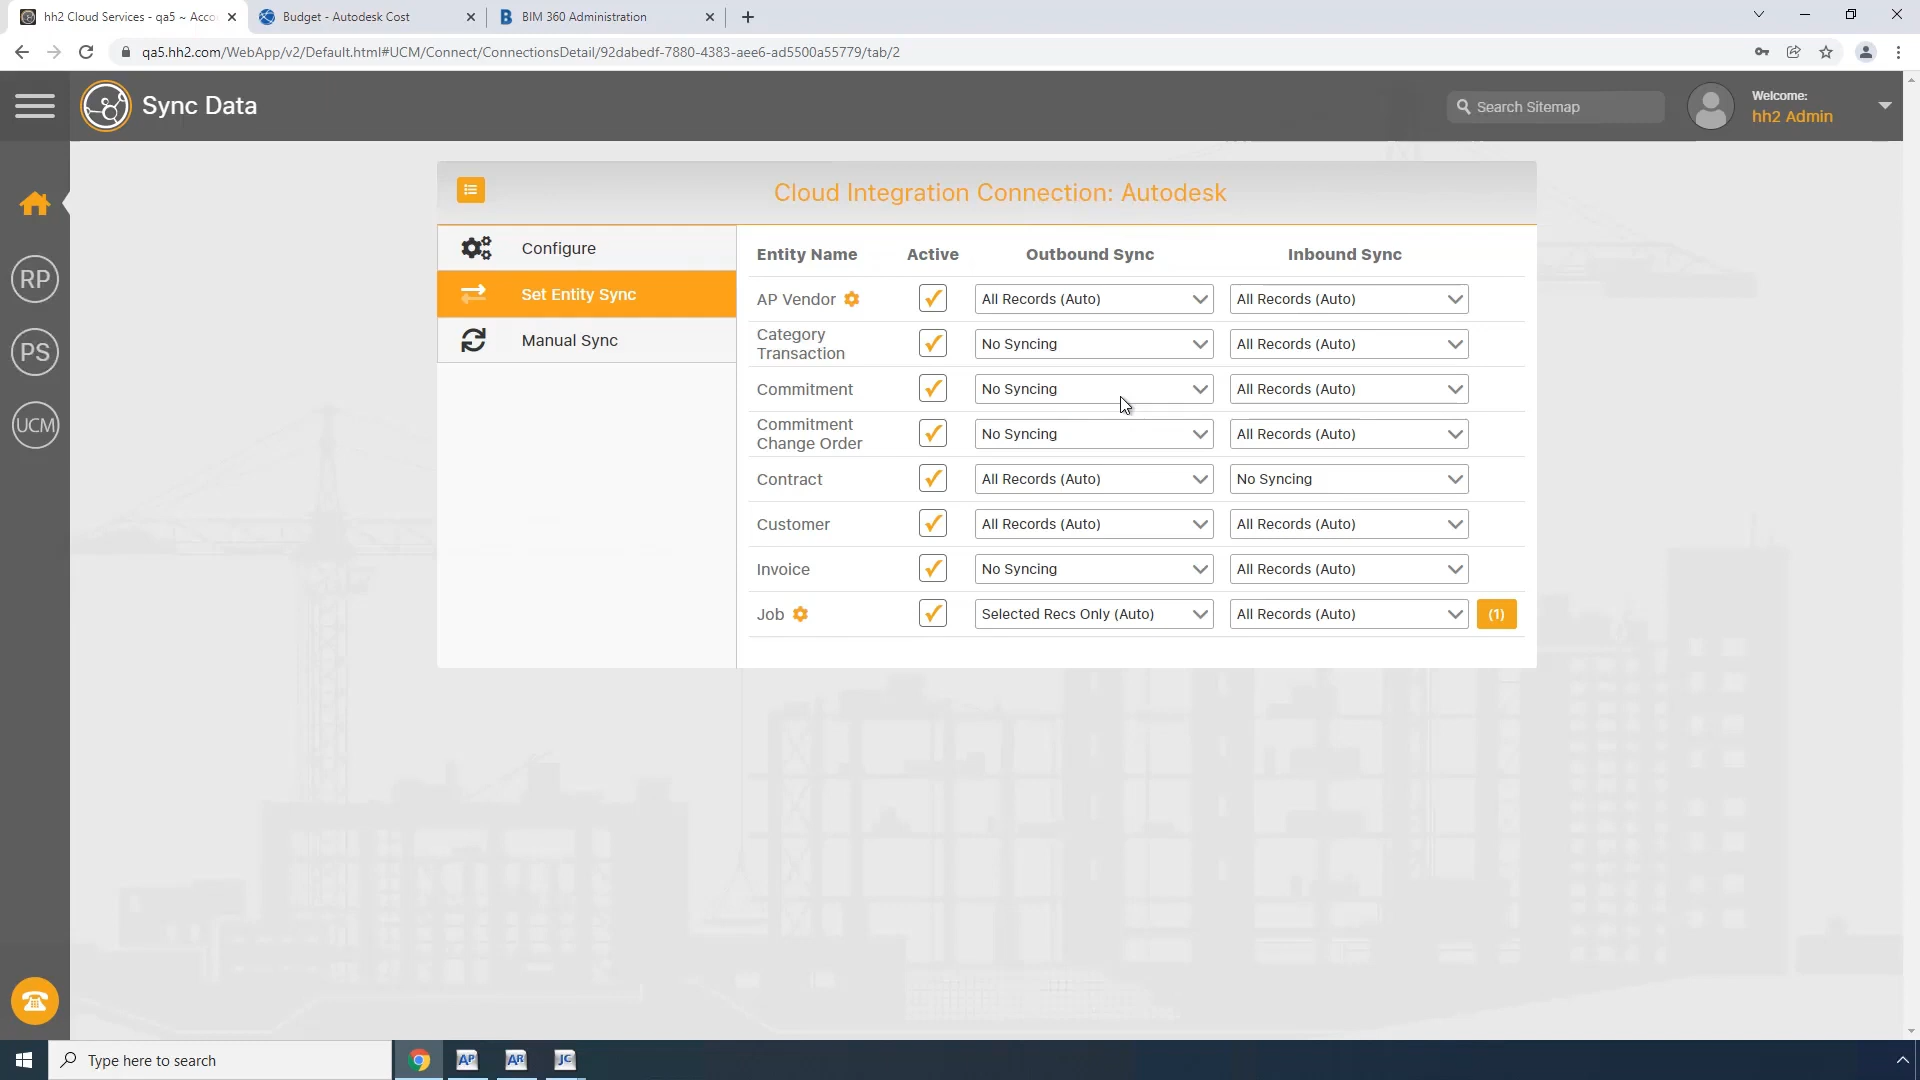 hh2 Cloud Services - qa5 ~ Acco
Budget - Autodesk Cost
BIM 360 Administration
qa5.hh2.com/WebApp/v2/Default.html#UCM/Connect/ConnectionsDetail/92dabedf-7880-4383-aee6-ad5500a55779/tab/2
Sync Data
Search Sitemap
Welcome:
hh2 Admin
RP
PS
UCM
Cloud Integration Connection: Autodesk
Configure
Set Entity Sync
Manual Sync
Entity Name Active Outbound Sync Inbound Sync
AP Vendor All Records (Auto) All Records (Auto)
Category Transaction No Syncing All Records (Auto)
Commitment No Syncing All Records (Auto)
Commitment Change Order No Syncing All Records (Auto)
Contract All Records (Auto) No Syncing
Customer All Records (Auto) All Records (Auto)
Invoice No Syncing All Records (Auto)
Job Selected Recs Only (Auto) All Records (Auto) (1)
Type here to search
AP AR JC